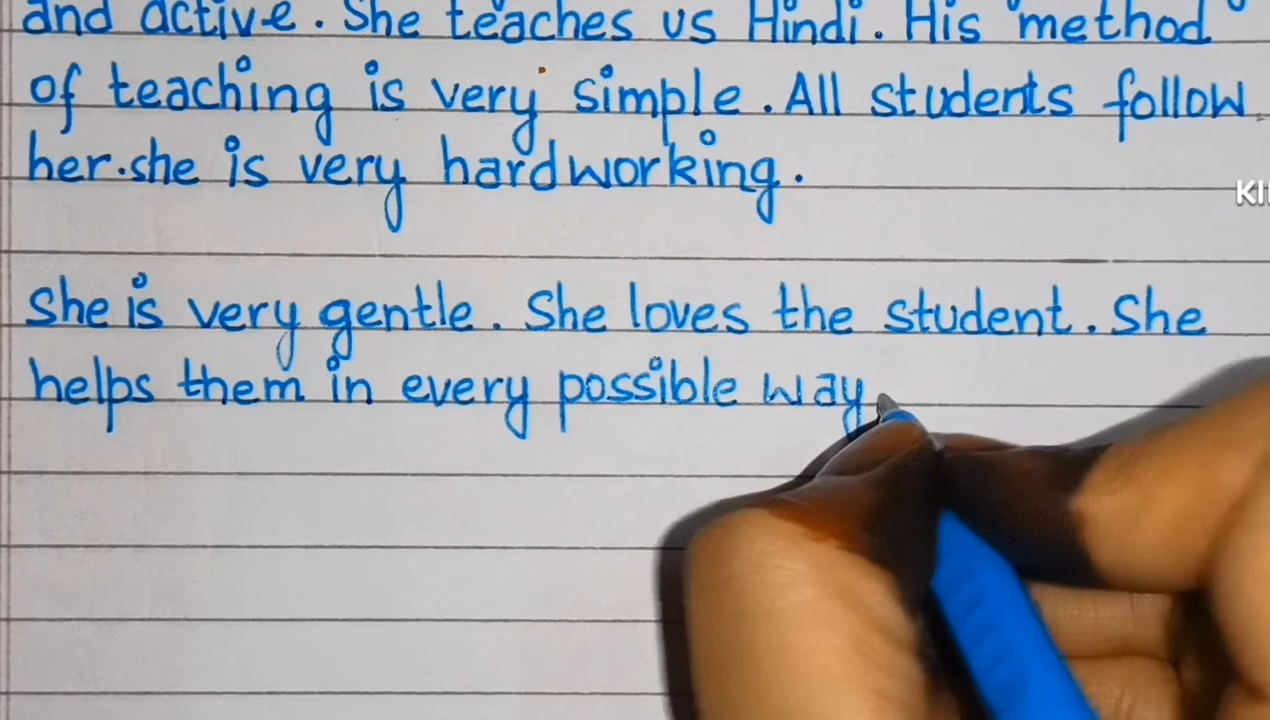 and active. She teaches us Hindi. His method
of teaching is very simple. All students follow
her. she is very hardworking.
KI
She is very gentle. She loves the student. She
helps them in every possible way